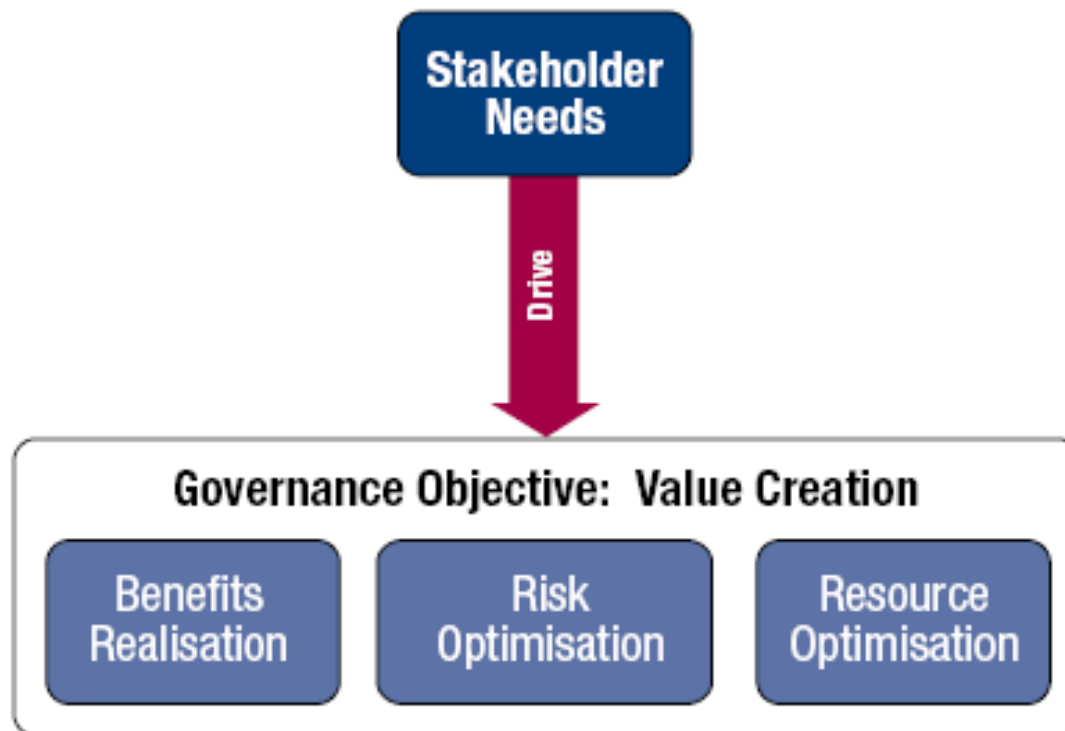 Stakeholder
Needs
Drive
Governance Objective: Value Creation
Benefits
Realisation
Risk
Optimisation
Resource
Optimisation